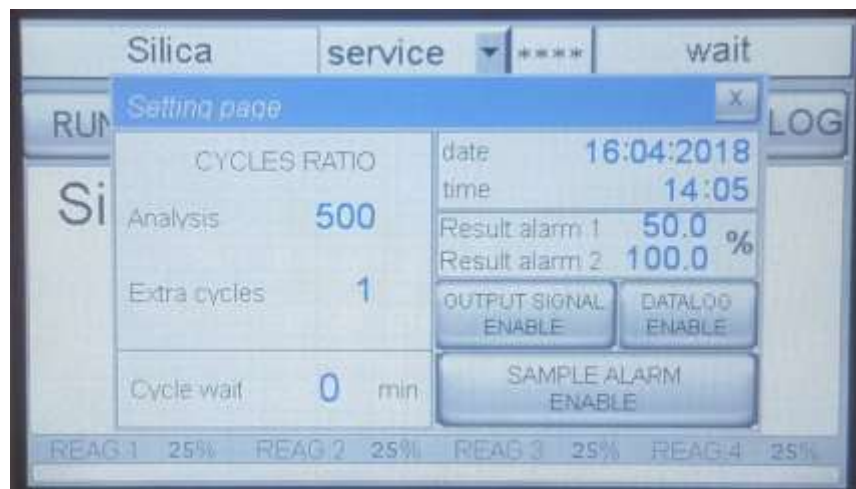 Silica service **** wait
RUN
LOG
Setting page X
Si
CYCLES RATIO
Analysis 500
Extra cycles 1
Cycle wait 0 min
date 16:04:2018
time 14:05
Result alarm 1 50.0 %
Result alarm 2 100.0
OUTPUT SIGNAL
ENABLE
DATALOG
ENABLE
SAMPLE ALARM
ENABLE
REAG.1 25% REAG.2 25% REAG.3 25% REAG.4 25%